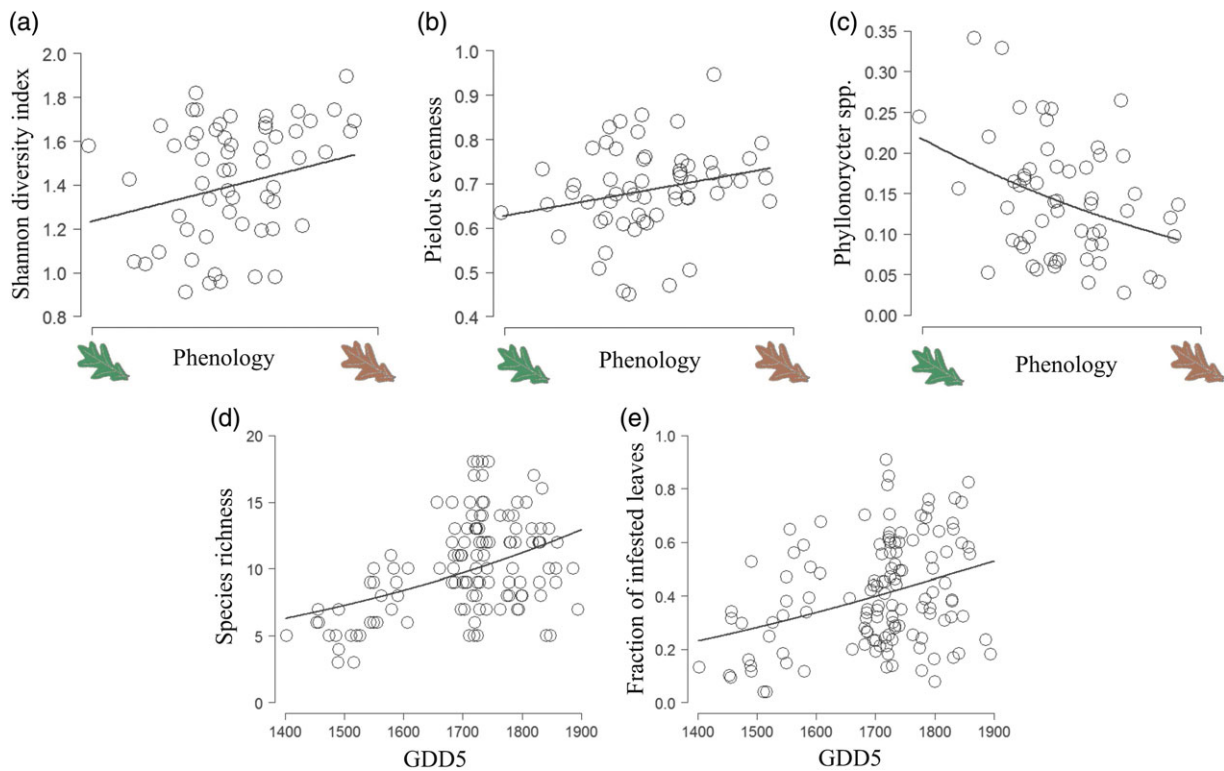 (a)
Shannon diversity index
2.0
1.8
1.6
1.4
1.2
1.0
0.8
Phenology
(b)
Pielou's evenness
1.0
0.9
0.8
0.7
0.6
0.5
0.4
Phenology
(c)
Phyllonorycter spp.
0.35
0.30
0.25
0.20
0.15
0.10
0.05
0.00
Phenology
(d)
Species richness
20
15
10
5
0
1400 1500 1600 1700 1800 1900
GDD5
(e)
Fraction of infested leaves
1.0
0.8
0.6
0.4
0.2
0.0
1400 1500 1600 1700 1800 1900
GDD5